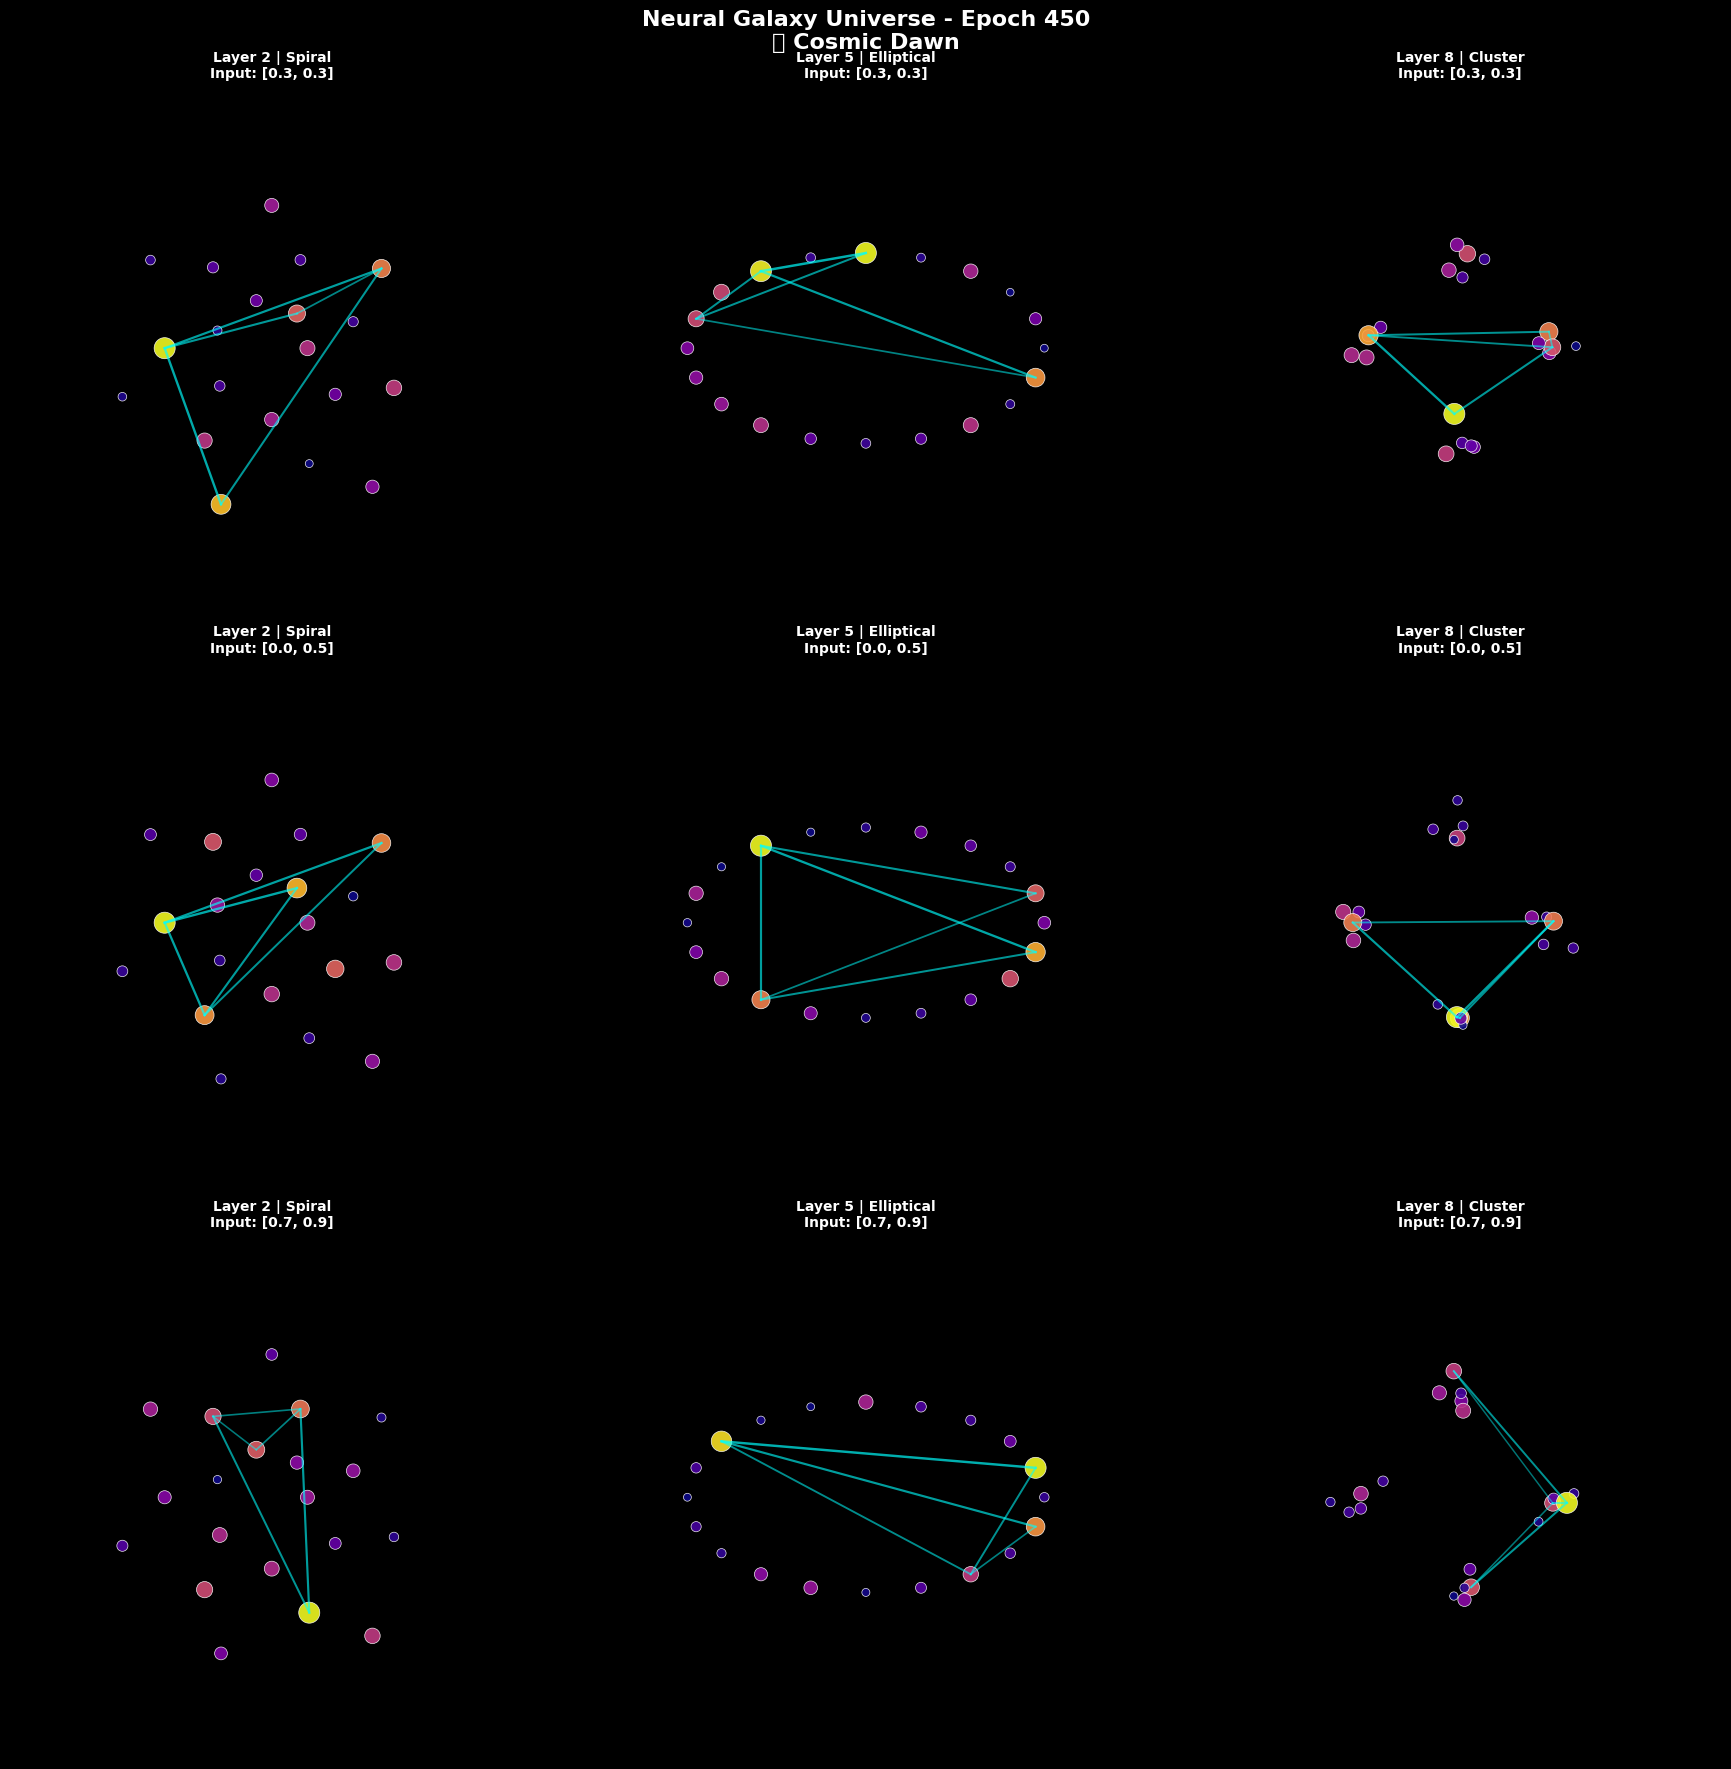 Neural Galaxy Universe - Epoch 450
Cosmic Dawn
Layer 2 | Spiral
Input: [0.3, 0.3]
Layer 5 | Elliptical
Input: [0.3, 0.3]
Layer 8 | Cluster
Input: [0.3, 0.3]
Layer 2 | Spiral
Input: [0.0, 0.5]
Layer 5 | Elliptical
Input: [0.0, 0.5]
Layer 8 | Cluster
Input: [0.0, 0.5]
Layer 2 | Spiral
Input: [0.7, 0.9]
Layer 5 | Elliptical
Input: [0.7, 0.9]
Layer 8 | Cluster
Input: [0.7, 0.9]